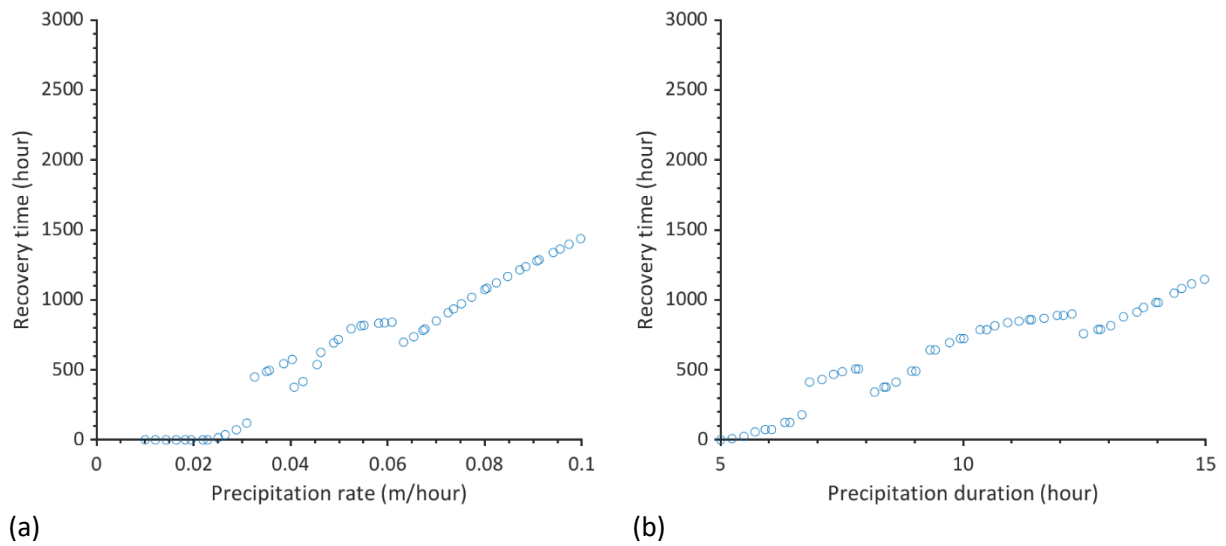 3000
2500
2000
1500
1000
500
0
Recovery time (hour)
0 0.02 0.04 0.06 0.08 0.1
Precipitation rate (m/hour)
(a)
3000
2500
2000
1500
1000
500
0
Recovery time (hour)
5 10 15
Precipitation duration (hour)
(b)